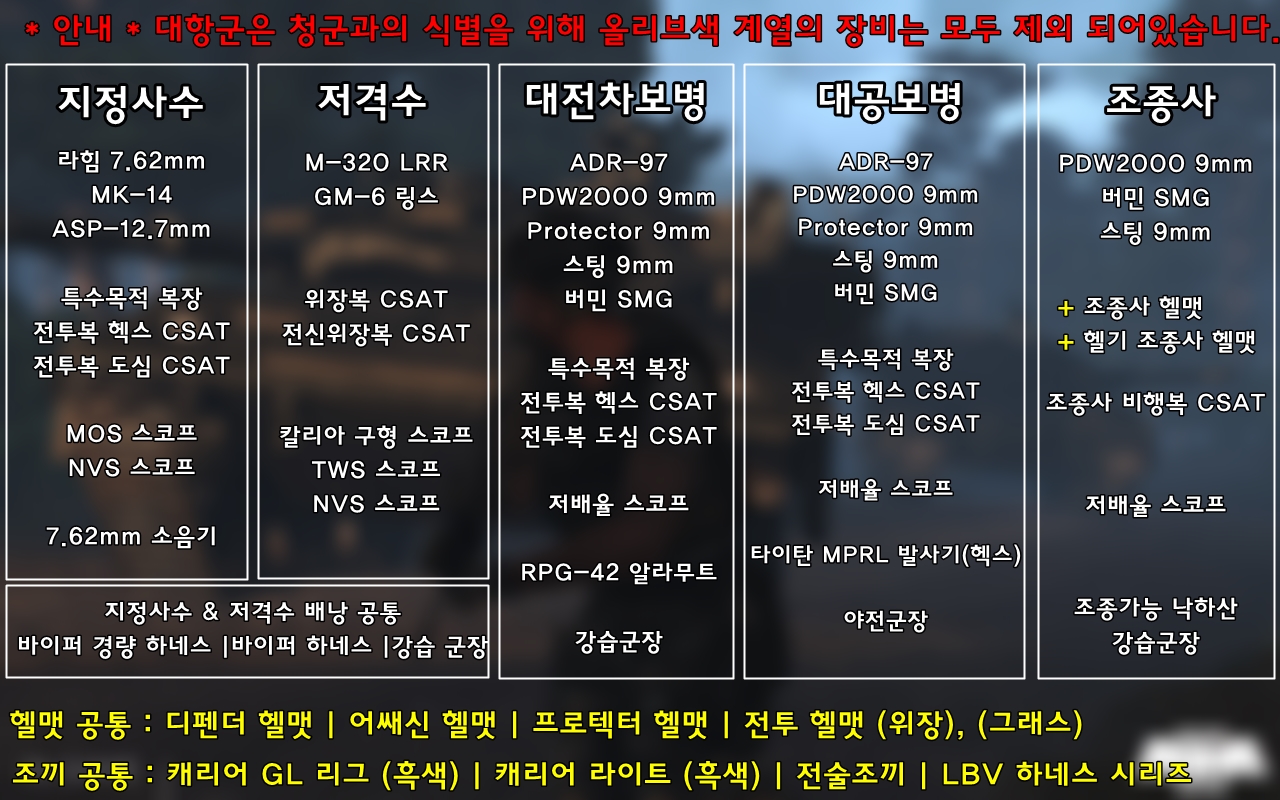 * 안내 * 대항군은 청군과의 식별을 위해 올리브색 계열의 장비는 모두 제외 되어있습니다.
지정사수
라힘 7.62mm
MK-14
ASP-12.7mm
특수목적 복장
전투복 헥스 CSAT
전투복 도심 CSAT
MOS 스코프
NVS 스코프
7.62mm 소음기
저격수
M-320 LRR
GM-6 링스
위장복 CSAT
전신위장복 CSAT
칼리아 구형 스코프
TWS 스코프
NVS 스코프
지정사수 & 저격수 배낭 공통
바이퍼 경량 하네스 |바이퍼 하네스 |강습 군장
대전차보병
ADR-97
PDW2000 9mm
Protector 9mm
스팅 9mm
버민 SMG
특수목적 복장
전투복 헥스 CSAT
전투복 도심 CSAT
저배율 스코프
RPG-42 알라무트
강습군장
대공보병
ADR-97
PDW2000 9mm
Protector 9mm
스팅 9mm
버민 SMG
특수목적 복장
전투복 헥스 CSAT
전투복 도심 CSAT
저배율 스코프
타이탄 MPRL 발사기(헥스)
야전군장
조종사
PDW2000 9mm
버민 SMG
스팅 9mm
+ 조종사 헬맷
+ 헬기 조종사 헬맷
조종사 비행복 CSAT
저배율 스코프
조종가능 낙하산
강습군장
헬맷 공통 : 디펜더 헬맷 | 어쌔신 헬맷 | 프로텍터 헬맷 | 전투 헬맷 (위장), (그래스)
조끼 공통 : 캐리어 GL 리그 (흑색) | 캐리어 라이트 (흑색) | 전술조끼 | LBV 하네스 시리즈